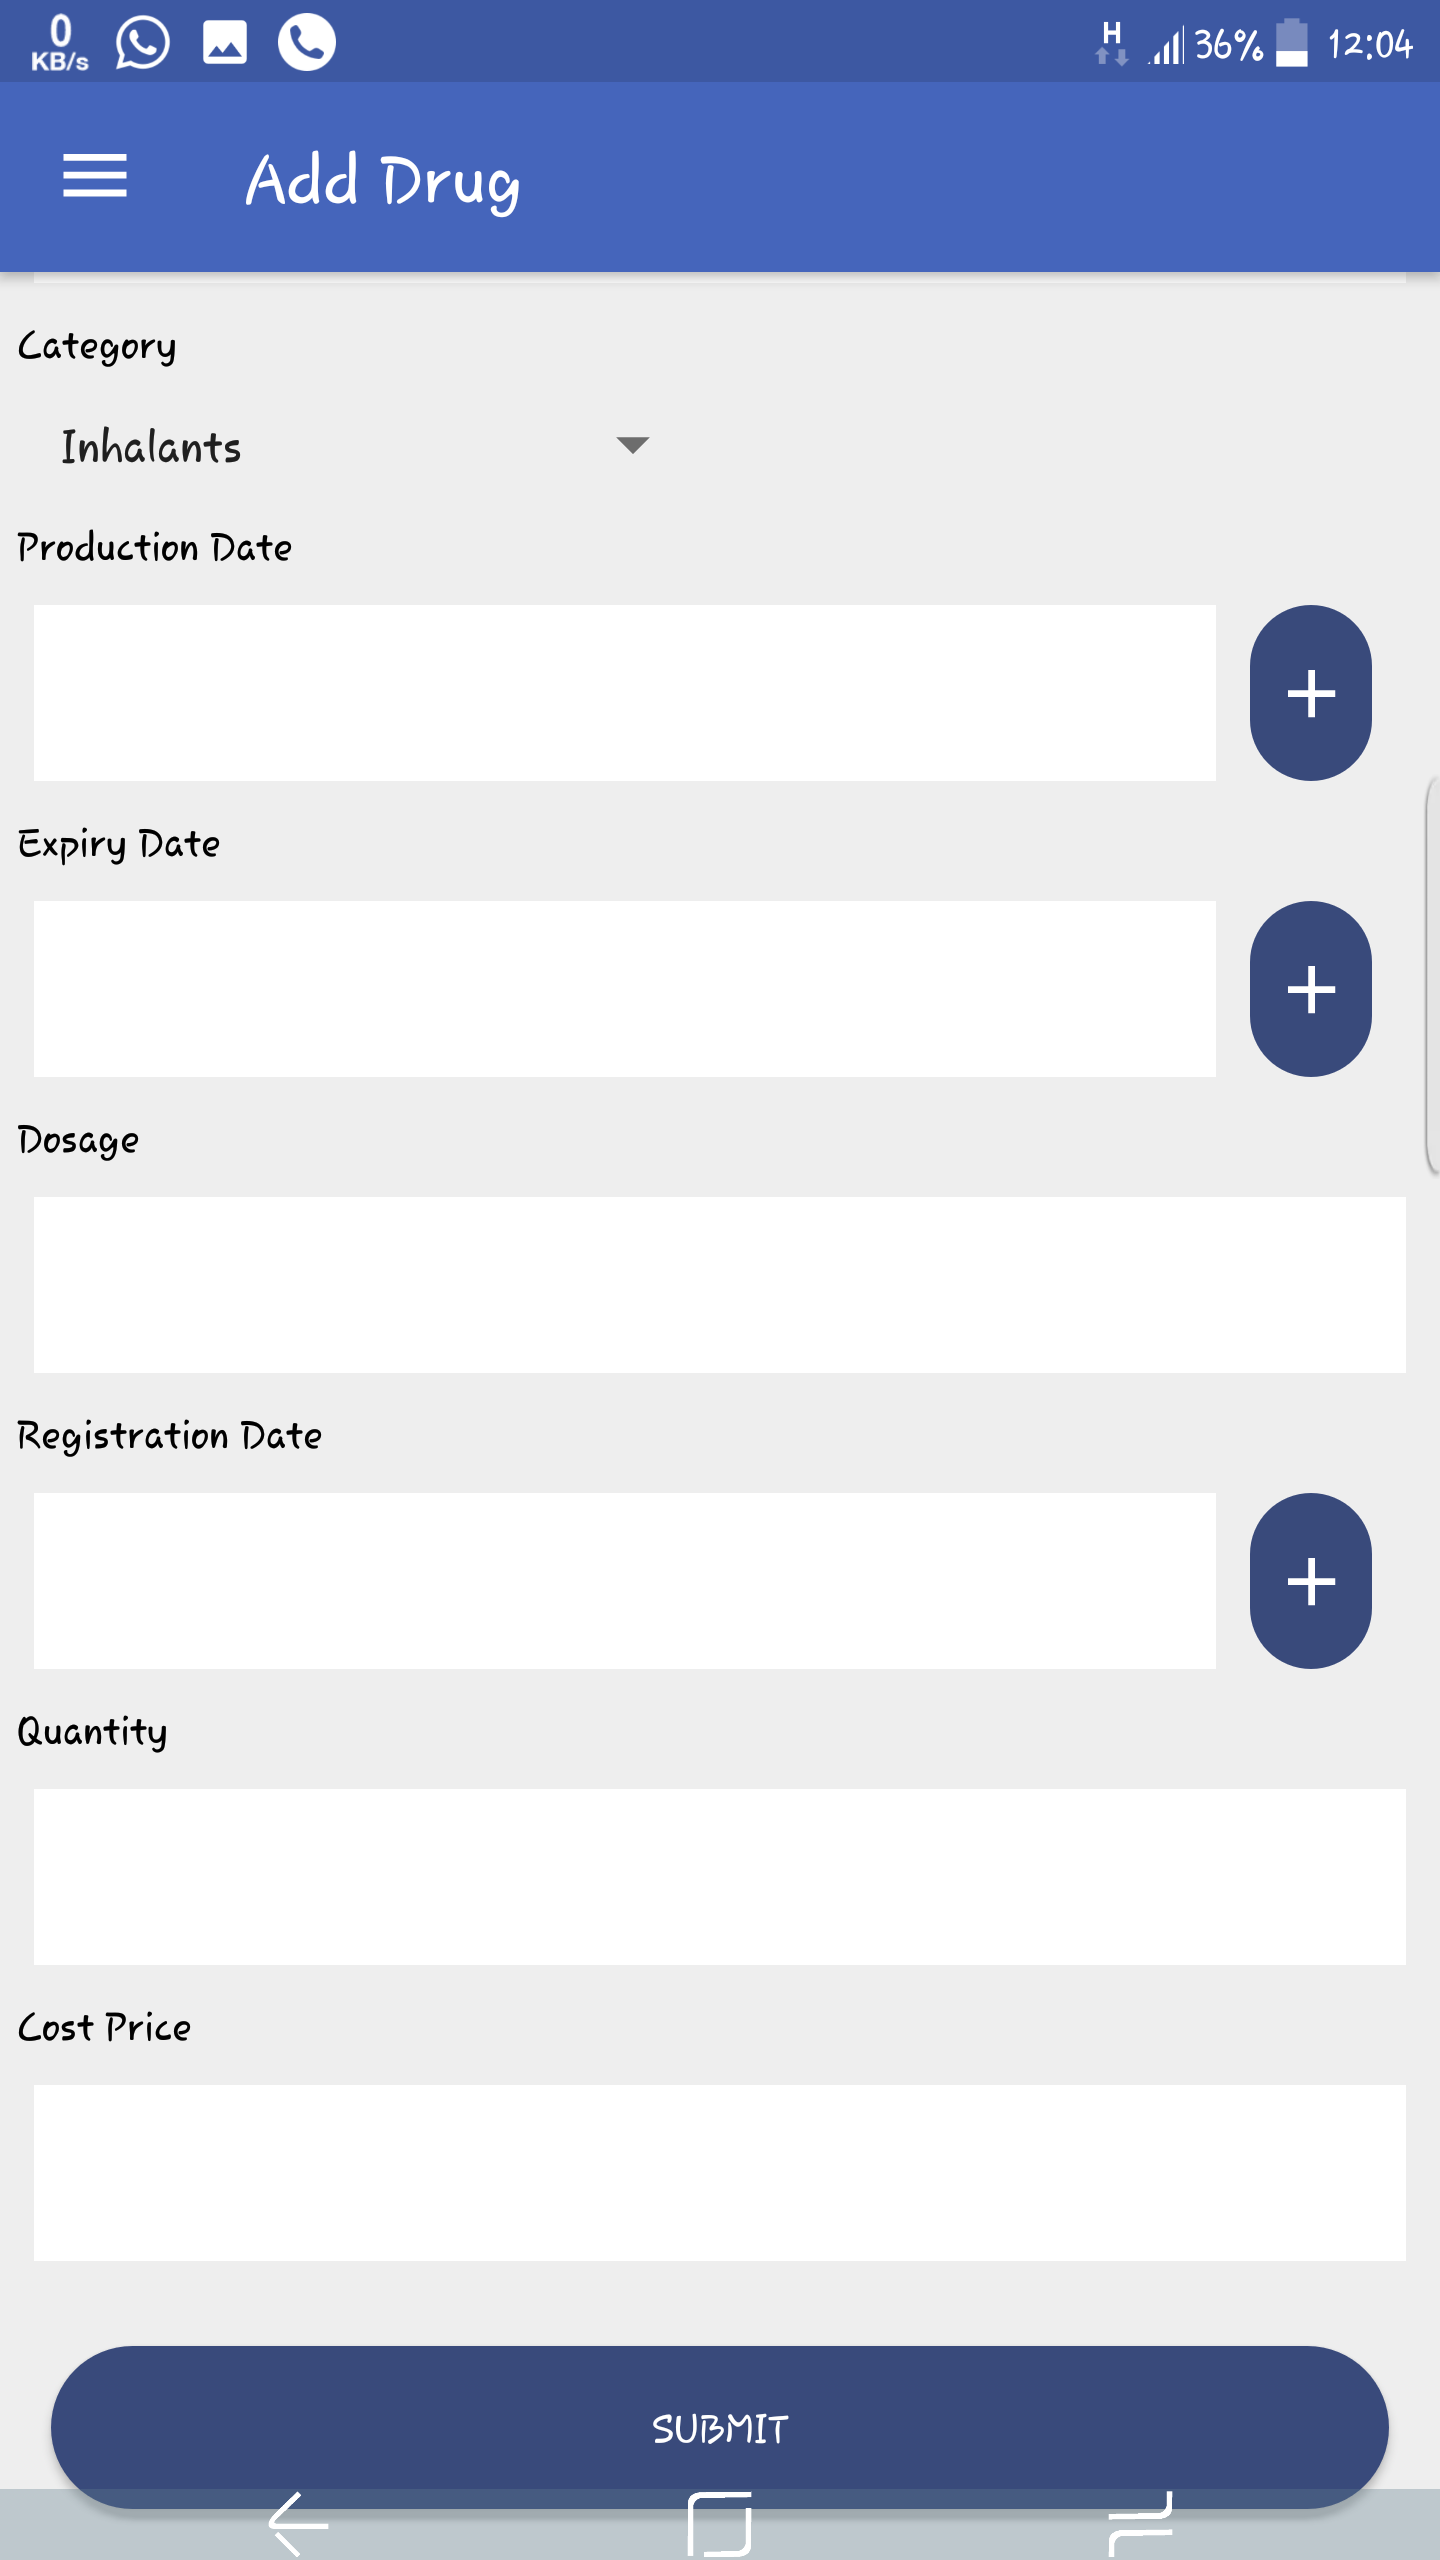 0
KB/s
H
36%
12:04
Add Drug
Category
Inhalants
Production Date
+
Expiry Date
+
Dosage
Registration Date
+
Quantity
Cost Price
SUBMIT